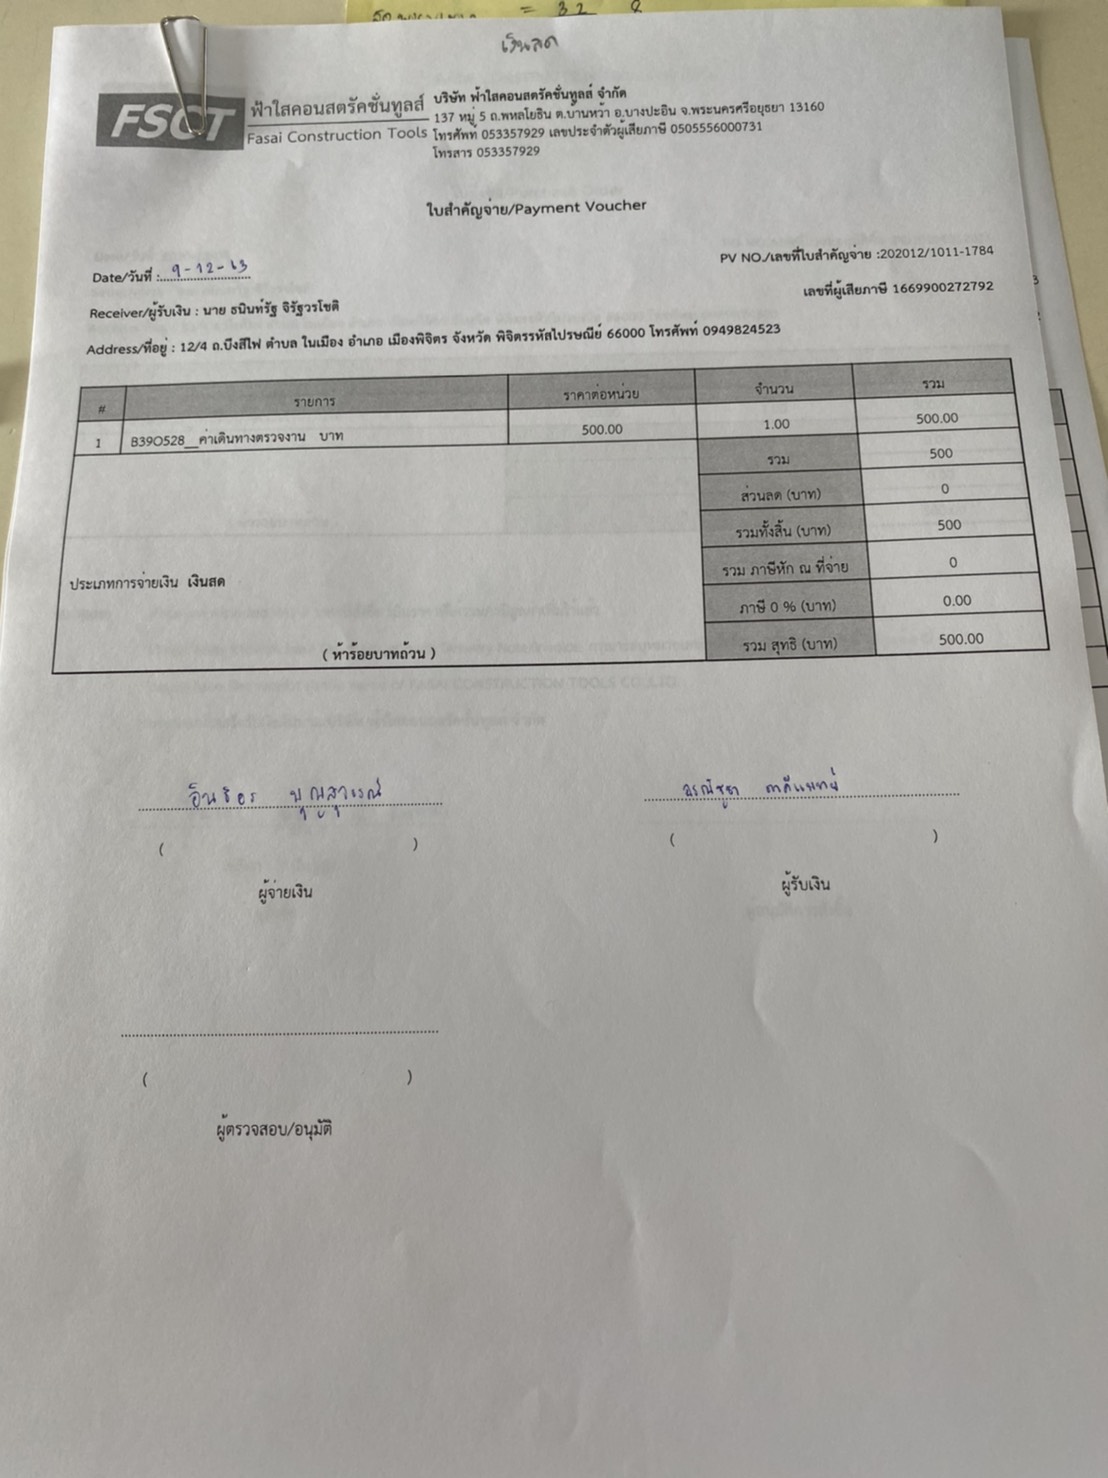 = 32 8
เงินสด
FSCT
ฟ้าใสคอนสตรัคชั่นทูลส์
Fasai Construction Tools
บริษัท ฟ้าใสคอนสตรัคชั่นทูลส์ จำกัด
137 หมู่ 5 ถ.พหลโยธิน ต.บ้านหว้า อ.บางปะอิน จ.พระนครศรีอยุธยา 13160
โทรศัพท์ 053357929 เลขประจำตัวผู้เสียภาษี 0505556000731
โทรสาร 053357929
ใบสำคัญจ่าย/Payment Voucher
Date/วันที่ : 9-12-63
PV NO./เลขที่ใบสำคัญจ่าย :202012/1011-1784
เลขที่ผู้เสียภาษี 1669900272792
Receiver/ผู้รับเงิน : นาย ธนินท์รัฐ จิรัฐวรโชติ
Address/ที่อยู่ : 12/4 ถ.บึงสีไฟ ตำบล ในเมือง อำเภอ เมืองพิจิตร จังหวัด พิจิตรรหัสไปรษณีย์ 66000 โทรศัพท์ 0949824523
# รายการ ราคาต่อหน่วย จำนวน รวม
1 B390528__ค่าเดินทางตรวจงาน บาท 500.00 1.00 500.00
รวม 500
ส่วนลด (บาท) 0
รวมทั้งสิ้น (บาท) 500
รวม ภาษีหัก ณ ที่จ่าย 0
ประเภทการจ่ายเงิน เงินสด
ภาษี 0 % (บาท) 0.00
( ห้าร้อยบาทถ้วน ) รวม สุทธิ (บาท) 500.00
อินธิอร บุญสุวรรณ์
( )
ผู้จ่ายเงิน
ภักดีแพทย์
( )
ผู้รับเงิน
( )
ผู้ตรวจสอบ/อนุมัติ